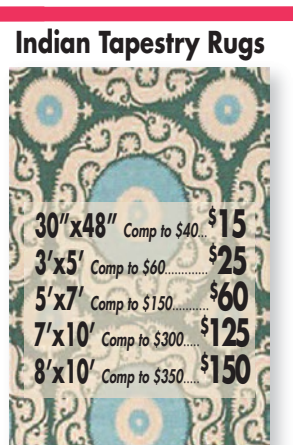 Indian Tapestry Rugs
30"x48" Comp to $40...$15
3'x5' Comp to $60.............$25
5'x7' Comp to $150...........$60
7'x10' Comp to $300.....$125
8'x10' Comp to $350.....$150